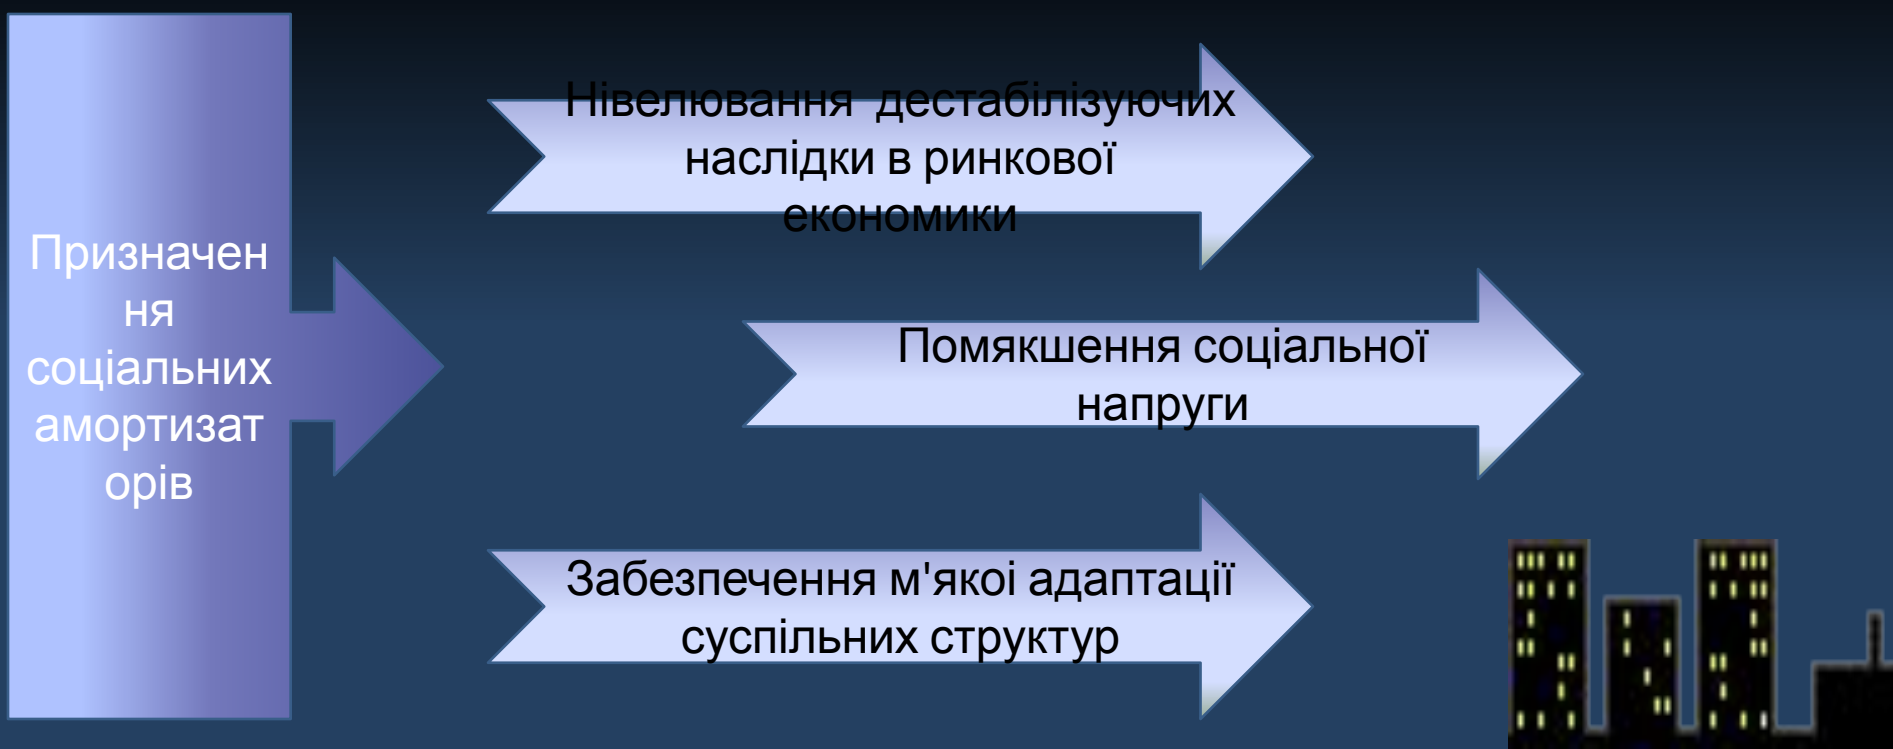 Призначен
ня
соціальних
амортизат
орів
Нівелювання  дестабілізуючих
наслідки в ринкової
економики
Помякшення соціальної
напруги
Забезпечення м'якоі адаптації
суспільних структур